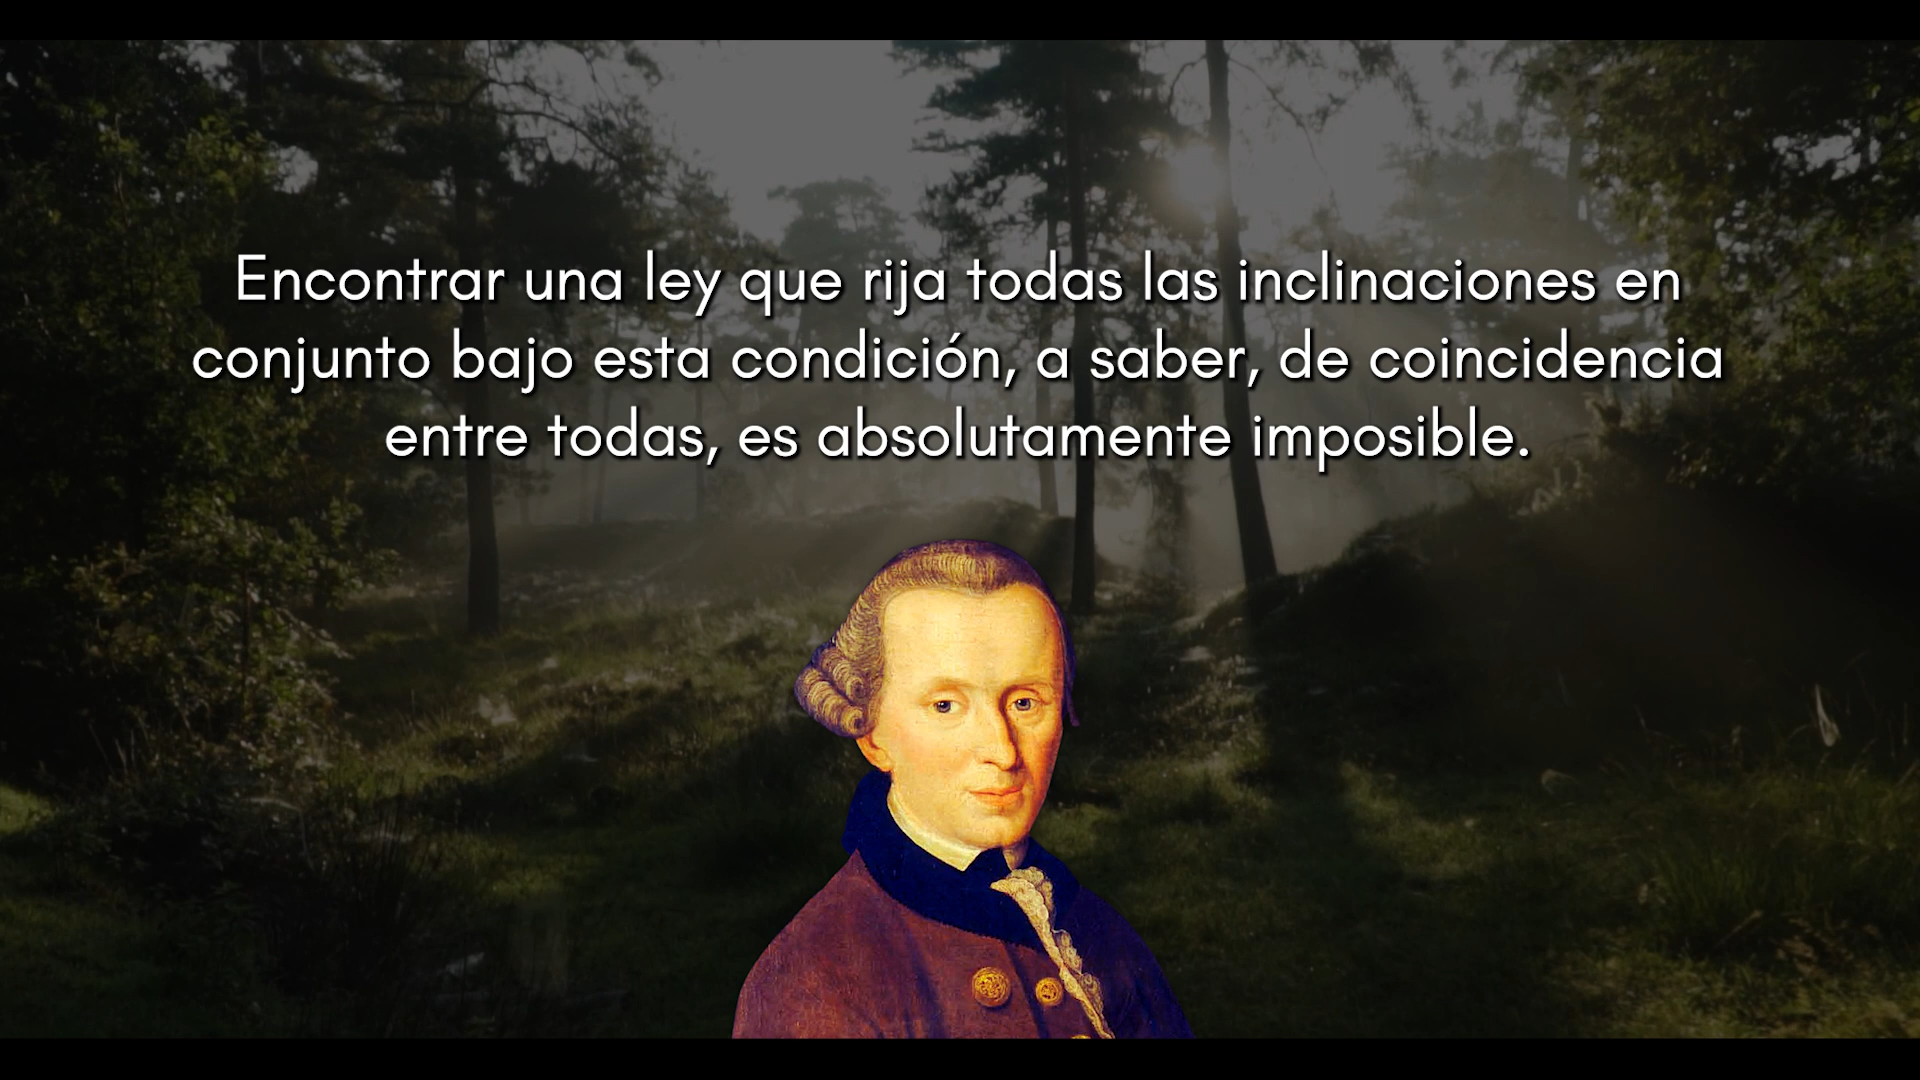 Encontrar una ley que rija todas las inclinaciones en
conjunto bajo esta condición, a saber, de coincidencia
entre todas, es absolutamente imposible.